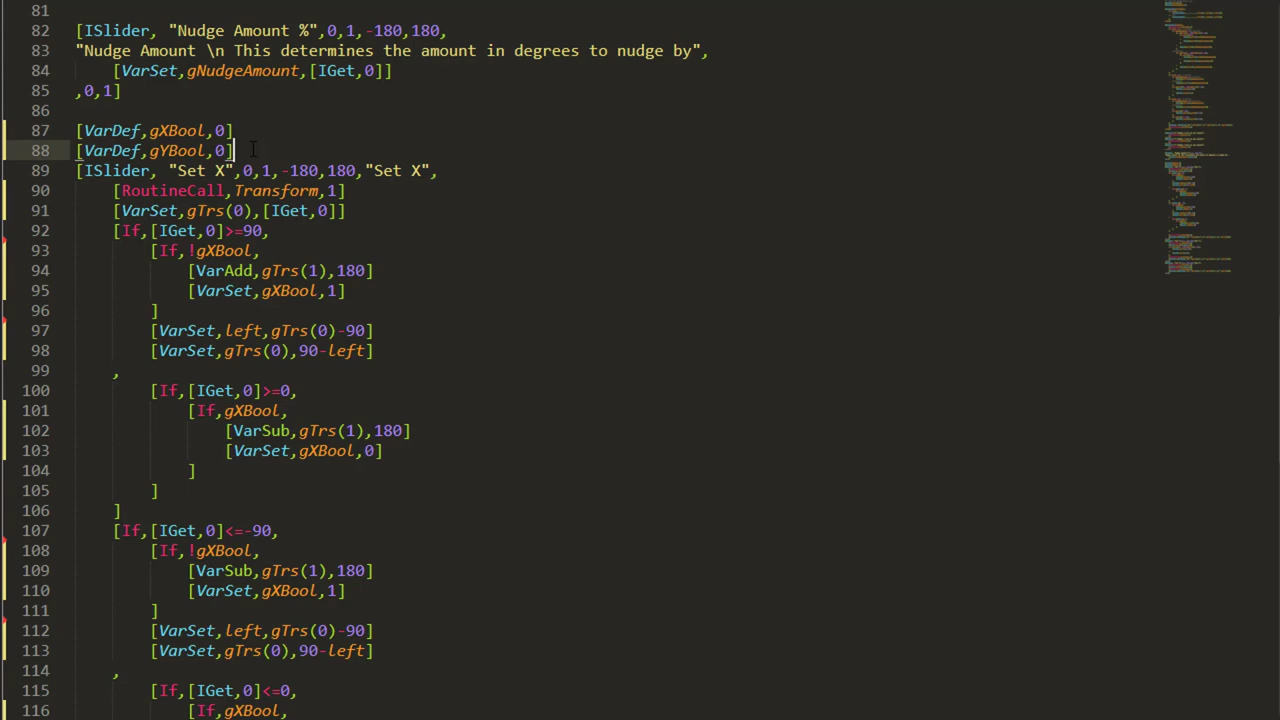 81
82 [ISlider, "Nudge Amount %",0,1,-180,180,
83 "Nudge Amount \n This determines the amount in degrees to nudge by",
84 [VarSet,gNudgeAmount,[IGet,0]]
85 ,0,1]
86
87 [VarDef,gXBool,0]
88 [VarDef,gYBool,0]
89 [ISlider, "Set X",0,1,-180,180,"Set X",
90 [RoutineCall,Transform,1]
91 [VarSet,gTrs(0),[IGet,0]]
92 [If,[IGet,0]>=90,
93 [If,!gXBool,
94 [VarAdd,gTrs(1),180]
95 [VarSet,gXBool,1]
96 ]
97 [VarSet,left,gTrs(0)-90]
98 [VarSet,gTrs(0),90-left]
99 ,
100 [If,[IGet,0]>=0,
101 [If,gXBool,
102 [VarSub,gTrs(1),180]
103 [VarSet,gXBool,0]
104 ]
105 ]
106 ]
107 [If,[IGet,0]<=-90,
108 [If,!gXBool,
109 [VarSub,gTrs(1),180]
110 [VarSet,gXBool,1]
111 ]
112 [VarSet,left,gTrs(0)-90]
113 [VarSet,gTrs(0),90-left]
114 ,
115 [If,[IGet,0]<=0,
116 [If,gXBool,